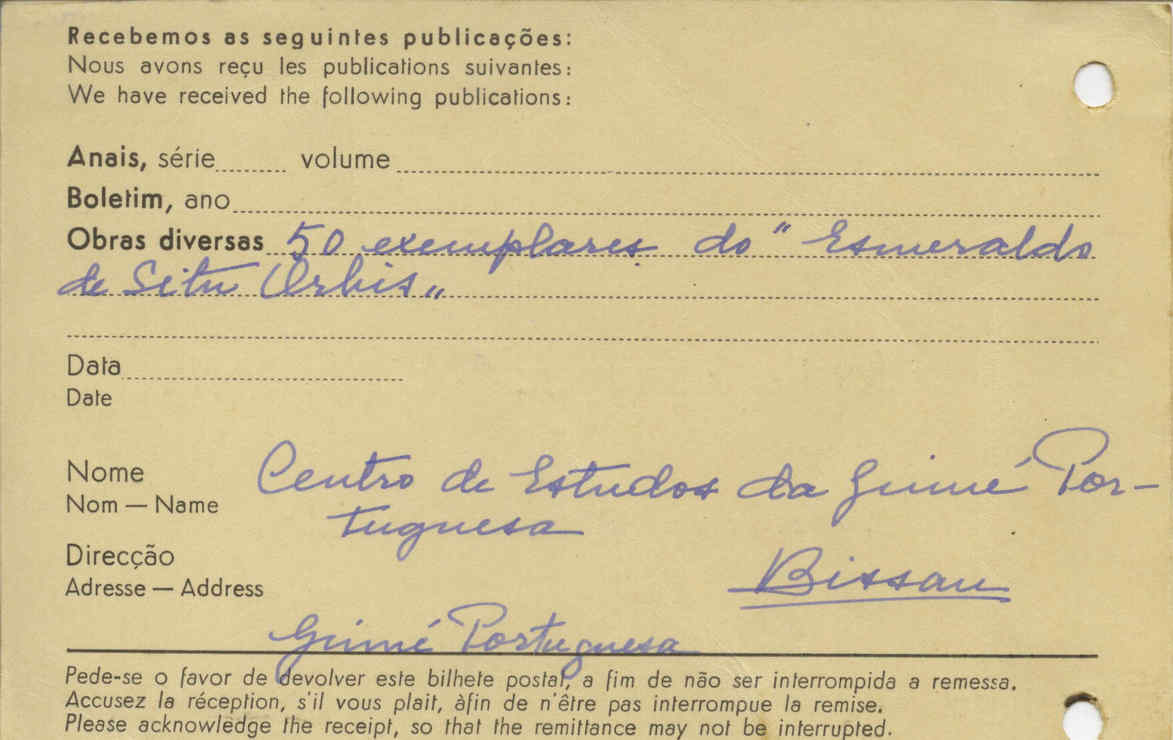 Recebemos as seguintes publicações:
Nous avons reçu les publications suivantes:
We have received the following publications:
Anais, série volume
Boletim, ano
Obras diversas 50 exemplares do "Esmeraldo
de Situ Orbis"
Data
Date
Nome Centro de Estudos da Guiné Por-
Nom — Name
tuguesa
Direcção
Bissau
Adresse — Address
Guiné Portuguesa
Pede-se o favor de devolver este bilhete postal, a fim de não ser interrompida a remessa.
Accusez la réception, s'il vous plait, àfin de n'être pas interrompue la remise.
Please acknowledge the receipt, so that the remittance may not be interrupted.